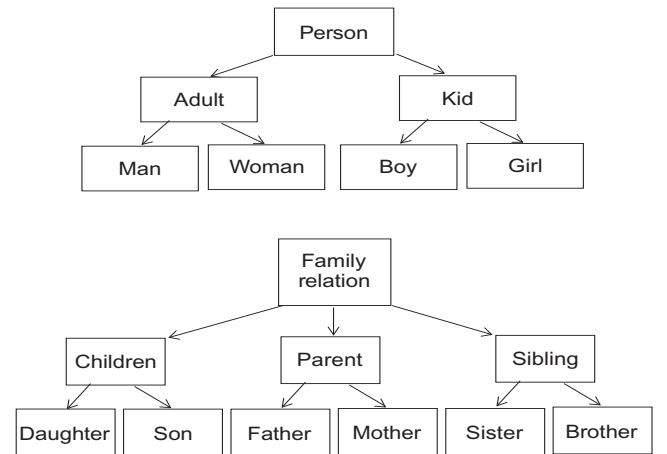 Person
Adult
Kid
Man
Woman
Boy
Girl
Family
relation
Children
Parent
Sibling
Daughter
Son
Father
Mother
Sister
Brother